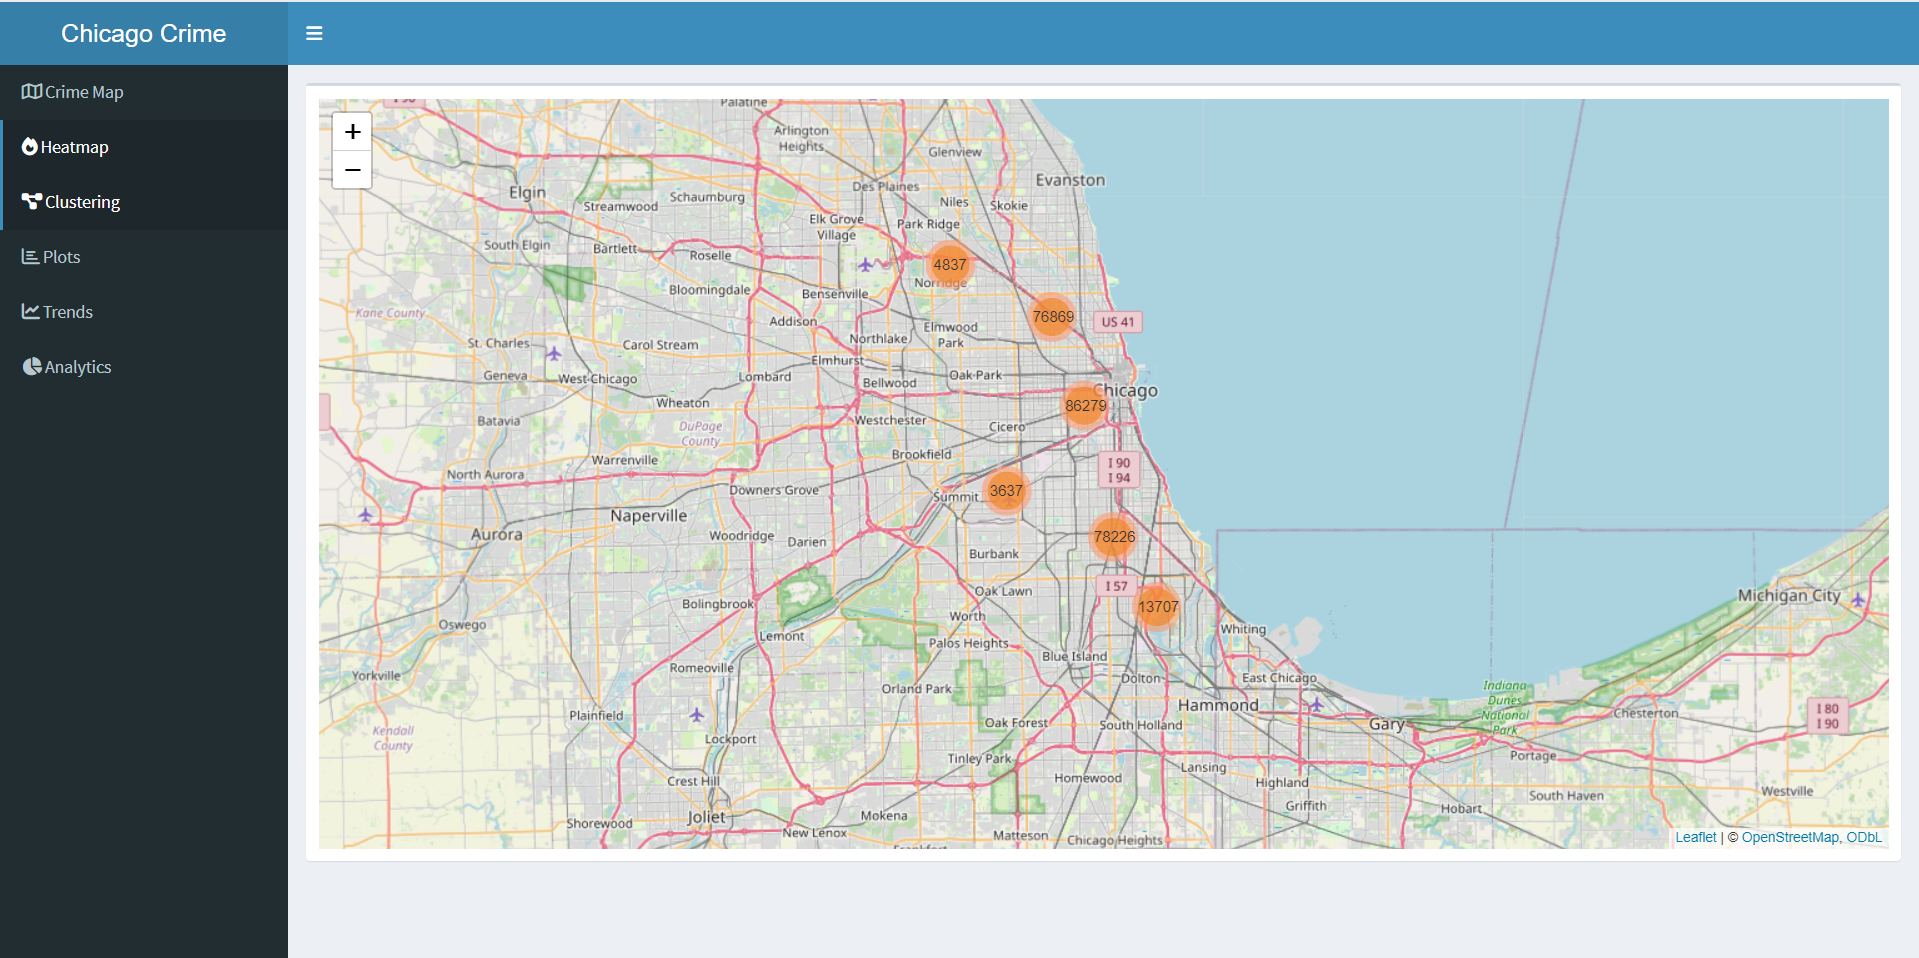 Chicago Crime
Crime Map
Heatmap
Clustering
Plots
Trends
Analytics
+
−
Palatine
Arlington
Heights
Glenview
Evanston
Des Plaines
Elgin
Streamwood
Schaumburg
Niles
Skokie
Elk Grove
Village
Park Ridge
South Elgin
Bartlett
Roselle
4837
Norridge
Bloomingdale
Bensenville
Kane County
Addison
76869
US 41
Elmwood
Park
Northlake
St. Charles
Carol Stream
Elmhurst
Geneva
West Chicago
Lombard
Bellwood
Oak Park
Chicago
86279
Wheaton
Batavia
DuPage
County
Westchester
Cicero
Brookfield
Warrenville
North Aurora
I 90
I 94
Downers Grove
Summit
3637
Naperville
Aurora
Woodridge
Darien
78226
Burbank
I 57
Oak Lawn
Michigan City
Bolingbrook
13707
Oswego
Lemont
Worth
Palos Heights
Whiting
Blue Island
Romeoville
Yorkville
Dolton
East Chicago
Orland Park
Hammond
Indiana
Dunes
National
Park
Plainfield
Oak Forest
South Holland
Gary
Chesterton
I 80
I 90
Kendall
County
Lockport
Tinley Park
Portage
Crest Hill
Homewood
Lansing
Highland
Westville
South Haven
Griffith
Hobart
Shorewood
Joliet
New Lenox
Mokena
Matteson
Chicago Heights
Frankfort
Leaflet | © OpenStreetMap, ODbL